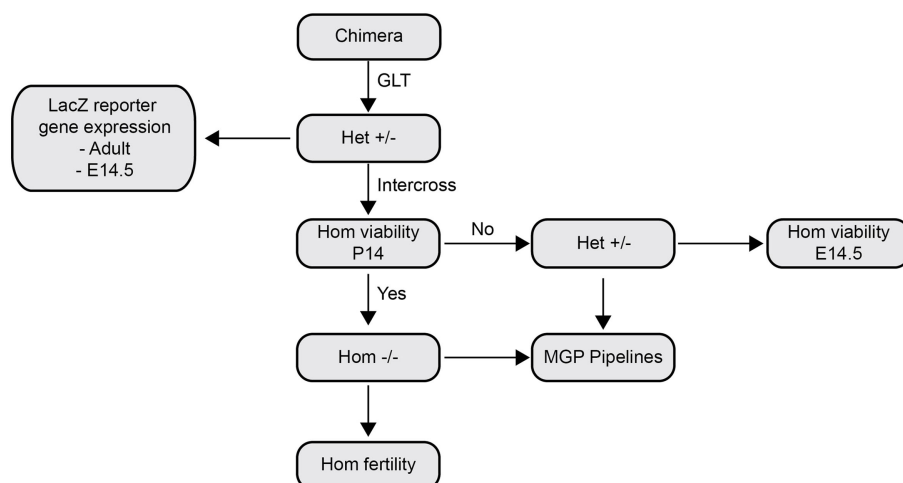 Chimera
GLT
LacZ reporter
gene expression
- Adult
- E14.5
Het +/-
Intercross
Hom viability
P14
No
Het +/-
Hom viability
E14.5
Yes
Hom -/-
MGP Pipelines
Hom fertility